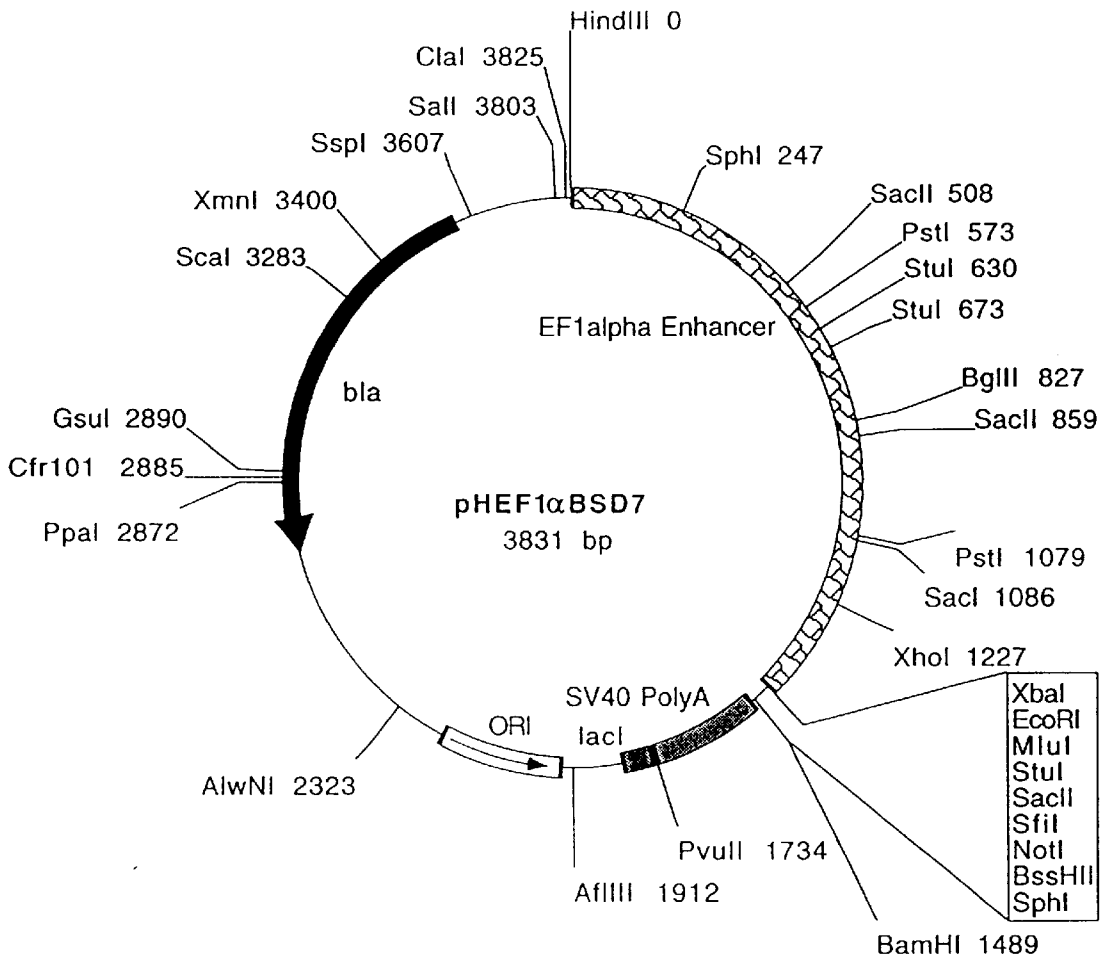 HindIII 0
ClaI 3825
SalI 3803
SspI 3607
XmnI 3400
ScaI 3283
SphI 247
SacII 508
PstI 573
StuI 630
StuI 673
EF1alpha Enhancer
BglII 827
SacII 859
bla
GsuI 2890
Cfr101 2885
PpaI 2872
pHEF1αBSD7
3831 bp
PstI 1079
SacI 1086
XhoI 1227
XbaI
EcoRI
MluI
StuI
SacII
SfiI
NotI
BssHII
SphI
SV40 PolyA
lacI
ORI
AlwNI 2323
PvuII 1734
AflIII 1912
BamHI 1489